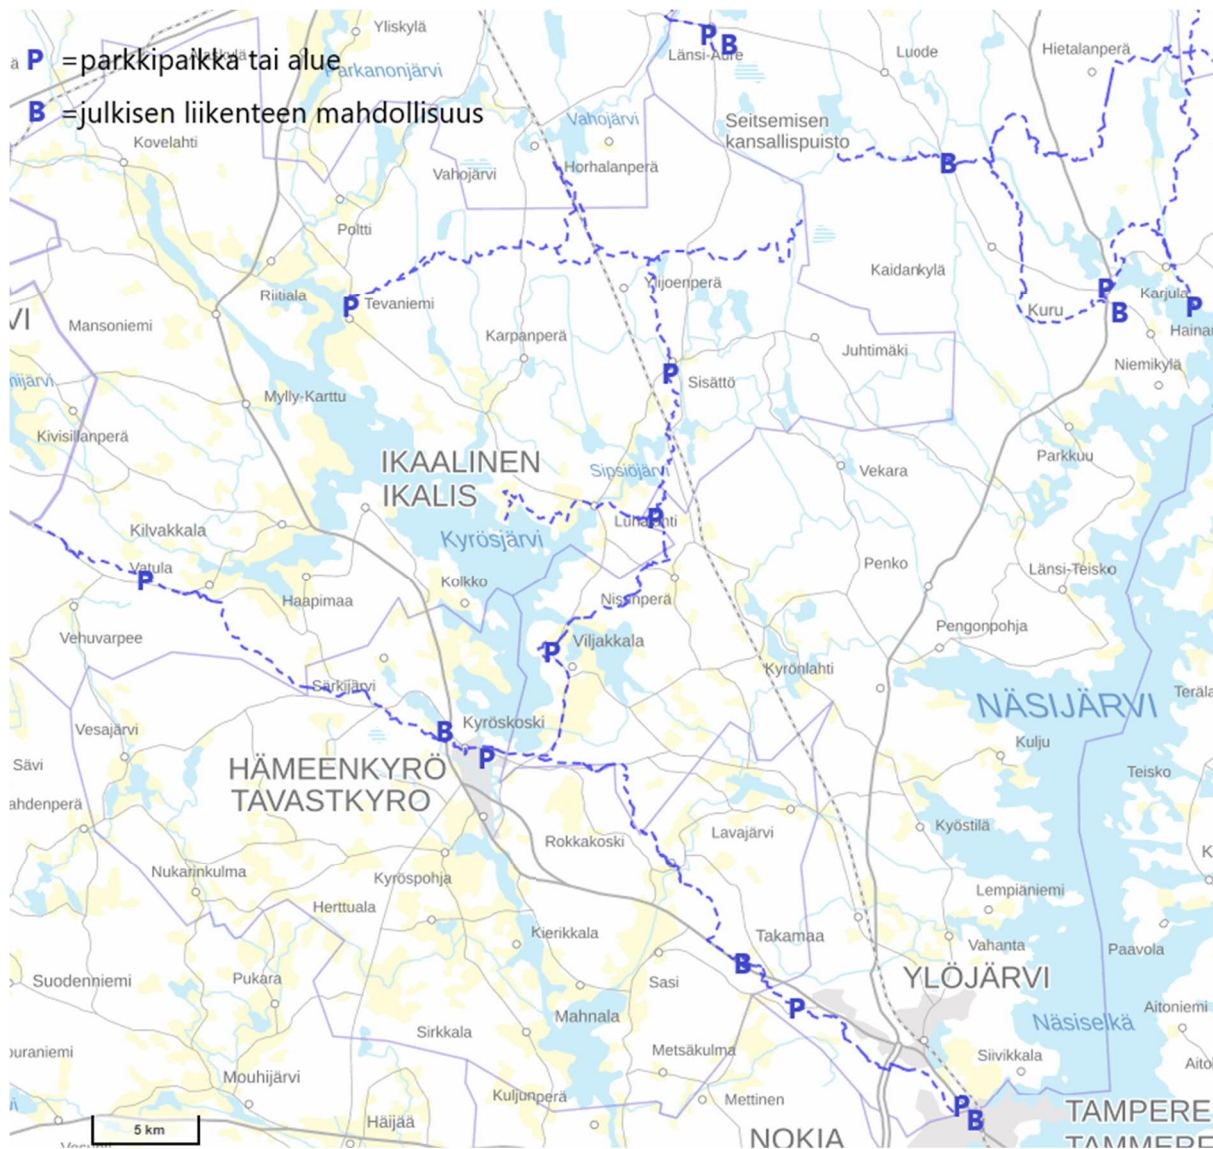 P =parkkipaikka tai alue
B =julkisen liikenteen mahdollisuus
Yliskylä
Parkanonjärvi
Kovelahti
Vahojärvi
Horhalanperä
Vahojärvi
Länsi-Aure
P
B
Luode
Hietalanperä
Seitsemisen
kansallispuisto
B
Poltti
Riitiala
P
Tevaniemi
Mansoniemi
Ylijoenperä
Kaidankylä
Kuru
P
B
Karjula
P
Niemikylä
Karpanperä
Juhtimäki
P
Sisättö
Mylly-Karttu
Kivisillanperä
IKAALINEN
IKALIS
Sipsiöjärvi
Vekara
Parkkuu
Kilvakkala
Kyrösjärvi
P
Luhalahti
Vatula
P
Kolkko
Haapimaa
Nisunperä
Penko
Länsi-Teisko
Vehuvarpee
P
Viljakkala
Pengonpohja
Kyrönlahti
Särkijärvi
NÄSIJÄRVI
Vesajärvi
B
Kyröskoski
P
Kulju
Teisko
Sävi
HÄMEENKYRÖ
TAVASTKYRO
Rokkakoski
Lavajärvi
Kyöstilä
Nukarinkulma
Kyröspohja
Lempiäniemi
Herttuala
Kierikkala
Takamaa
Vahanta
Paavola
B
Suodenniemi
Pukara
Sasi
YLÖJÄRVI
P
Mahnala
Näsiselkä
Aitoniemi
Sirkkala
Metsäkulma
Siivikkala
Mouhijärvi
Kuljunperä
Mettinen
P
B
5 km
Häijää
NOKIA
TAMPERE
TAMMERF